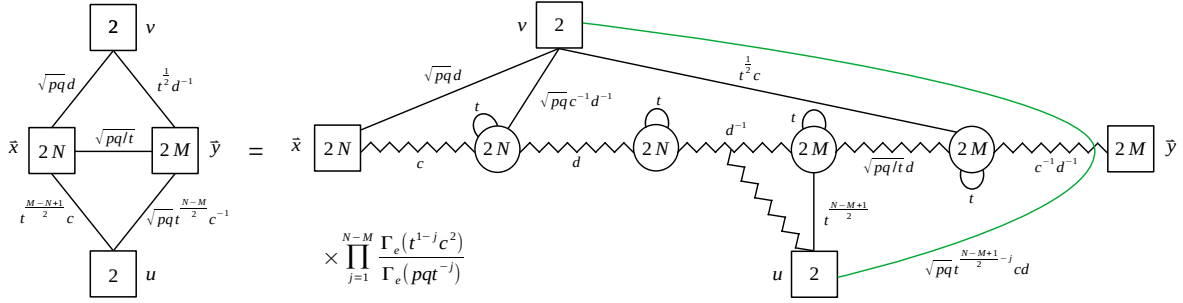 2 v
√pq d
t^{1/2} d^{-1}
x⃗ 2N
√pq/t
2M y⃗
t^{(M-N+1)/2} c
√pq t^{(N-M)/2} c^{-1}
2 u
=
v 2
√pq d
√pq c^{-1} d^{-1}
t^{1/2} c
x⃗ 2N
c
t
2N
d
t
2N
d^{-1}
t
2M
√pq/t d
2M
t
c^{-1} d^{-1}
2M y⃗
t^{(N-M+1)/2}
u 2
√pq t^{(N-M+1)/2 - j} cd
× ∏_{j=1}^{N-M} Γ_e(t^{1-j} c^2) / Γ_e(pqt^{-j})